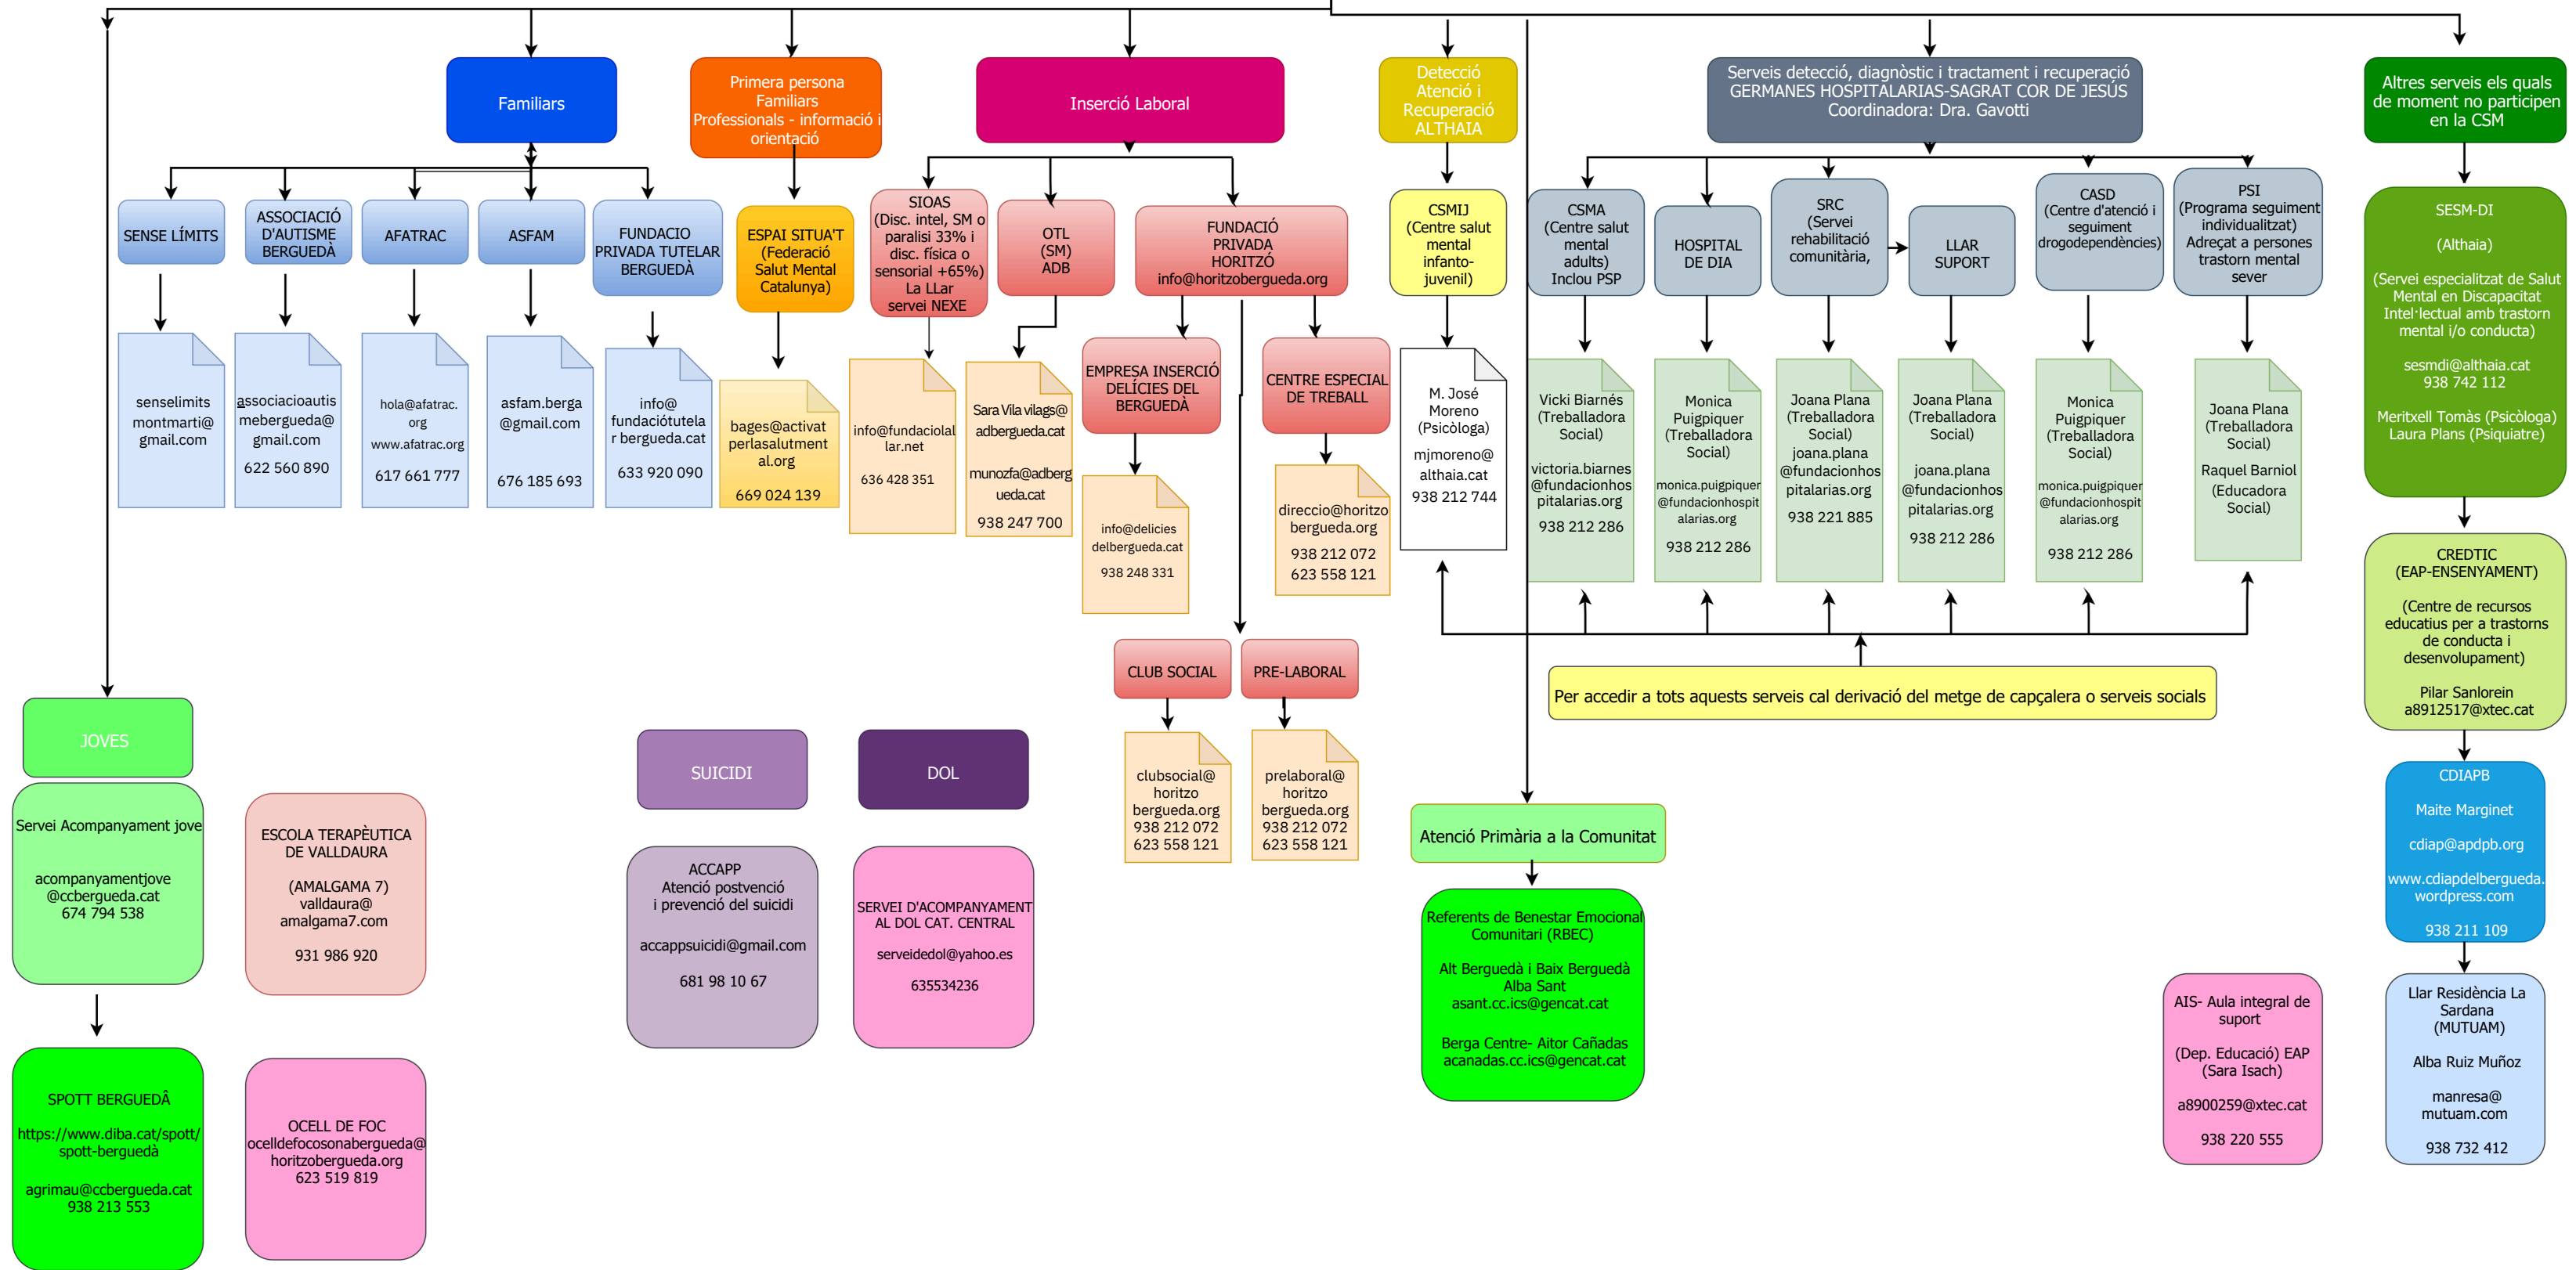 Familiars
Primera persona
Familiars
Professionals - informació i
orientació
Inserció Laboral
Detecció
Atenció i
Recuperació
ALTHAIA
Serveis detecció, diagnòstic i tractament i recuperació
GERMANES HOSPITALARIAS-SAGRAT COR DE JESÚS
Coordinadora: Dra. Gavotti
Altres serveis els quals
de moment no participen
en la CSM
SENSE LÍMITS
ASSOCIACIÓ
D'AUTISME
BERGUEDÀ
AFATRAC
ASFAM
FUNDACIO
PRIVADA TUTELAR
BERGUEDÀ
ESPAI SITUA'T
(Federació
Salut Mental
Catalunya)
SIOAS
(Disc. intel, SM o
paralisi 33% i
disc. física o
sensorial +65%)
La LLar
servei NEXE
OTL
(SM)
ADB
FUNDACIÓ
PRIVADA
HORITZÓ
info@horitzobergueda.org
CSMIJ
(Centre salut
mental
infanto-
juvenil)
CSMA
(Centre salut
mental
adults)
Inclou PSP
HOSPITAL
DE DIA
SRC
(Servei
rehabilitació
comunitària,
LLAR
SUPORT
CASD
(Centre d'atenció i
seguiment
drogodependències)
PSI
(Programa seguiment
individualitzat)
Adreçat a persones
trastorn mental
sever
SESM-DI
(Althaia)
(Servei especialitzat de Salut
Mental en Discapacitat
Intel·lectual amb trastorn
mental i/o conducta)
sesmdi@althaia.cat
938 742 112
Meritxell Tomàs (Psicòloga)
Laura Plans (Psiquiatre)
senselimits
montmarti@
gmail.com
associacioautis
mebergueda@
gmail.com
622 560 890
hola@afatrac.
org
www.afatrac.org
617 661 777
asfam.berga
@gmail.com
676 185 693
info@
fundaciótutela
r bergueda.cat
633 920 090
bages@activat
perlasalutment
al.org
669 024 139
info@fundaciolal
lar.net
636 428 351
Sara Vila vilags@
adbergueda.cat
munozfa@adberg
ueda.cat
938 247 700
EMPRESA INSERCIÓ
DELÍCIES DEL
BERGUEDÀ
CENTRE ESPECIAL
DE TREBALL
info@delicies
delbergueda.cat
938 248 331
direccio@horitzo
bergueda.org
938 212 072
623 558 121
M. José
Moreno
(Psicòloga)
mjmoreno@
althaia.cat
938 212 744
Vicki Biarnés
(Treballadora
Social)
victoria.biarnes
@fundacionhos
pitalarias.org
938 212 286
Monica
Puigpiquer
(Treballadora
Social)
monica.puigpiquer
@fundacionhospit
alarias.org
938 212 286
Joana Plana
(Treballadora
Social)
joana.plana
@fundacionhos
pitalarias.org
938 221 885
Joana Plana
(Treballadora
Social)
joana.plana
@fundacionhos
pitalarias.org
938 212 286
Monica
Puigpiquer
(Treballadora
Social)
monica.puigpiquer
@fundacionhospit
alarias.org
938 212 286
Joana Plana
(Treballadora
Social)
Raquel Barniol
(Educadora
Social)
CREDTIC
(EAP-ENSENYAMENT)
(Centre de recursos
educatius per a trastorns
de conducta i
desenvolupament)
Pilar Sanlorein
a8912517@xtec.cat
CLUB SOCIAL
PRE-LABORAL
Per accedir a tots aquests serveis cal derivació del metge de capçalera o serveis socials
clubsocial@
horitzo
bergueda.org
938 212 072
623 558 121
prelaboral@
horitzo
bergueda.org
938 212 072
623 558 121
JOVES
Servei Acompanyament jove
acompanyamentjove
@ccbergueda.cat
674 794 538
ESCOLA TERAPÈUTICA
DE VALLDAURA
(AMALGAMA 7)
valldaura@
amalgama7.com
931 986 920
SUICIDI
DOL
ACCAPP
Atenció postvenció
i prevenció del suicidi
accappsuicidi@gmail.com
681 98 10 67
SERVEI D'ACOMPANYAMENT
AL DOL CAT. CENTRAL
serveidedol@yahoo.es
635534236
Atenció Primària a la Comunitat
Referents de Benestar Emocional
Comunitari (RBEC)
Alt Berguedà i Baix Berguedà
Alba Sant
asant.cc.ics@gencat.cat
Berga Centre- Aitor Cañadas
acanadas.cc.ics@gencat.cat
CDIAPB
Maite Marginet
cdiap@apdpb.org
www.cdiapdelbergueda.
wordpress.com
938 211 109
SPOTT BERGUEDÂ
https://www.diba.cat/spott/
spott-berguedà
agrimau@ccbergueda.cat
938 213 553
OCELL DE FOC
ocelldefocosonabergueda@
horitzobergueda.org
623 519 819
AIS- Aula integral de
suport
(Dep. Educació) EAP
(Sara Isach)
a8900259@xtec.cat
938 220 555
Llar Residència La
Sardana
(MUTUAM)
Alba Ruiz Muñoz
manresa@
mutuam.com
938 732 412